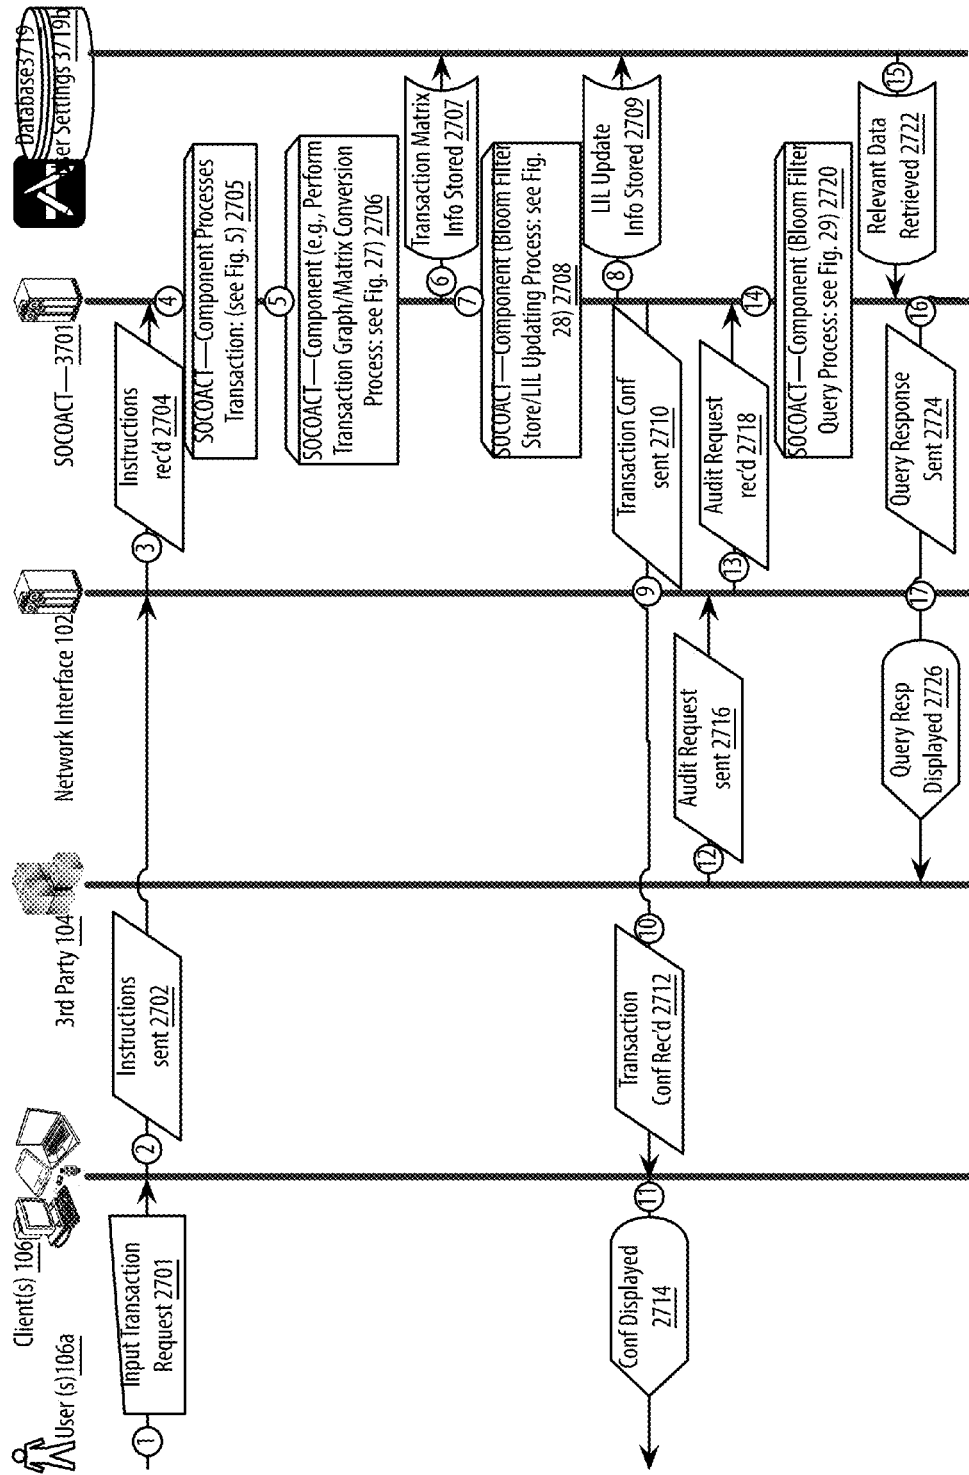 User (s)106a
Client(s) 106
3rd Party 104
Network Interface 102
SOCOACT—3701
Database3719
ser Settings 3719b
1
Input Transaction
Request 2701
2
Instructions
sent 2702
3
Instructions
rec'd 2704
4
SOCOACT—Component Processes
Transaction: (see Fig. 5) 2705
5
SOCOACT—Component (e.g., Perform
Transaction Graph/Matrix Conversion
Process: see Fig. 27) 2706
6
Transaction Matrix
Info Stored 2707
7
SOCOACT—Component (Bloom Filter
Store/LIL Updating Process: see Fig.
28) 2708
8
LIL Update
Info Stored 2709
9
Transaction Conf
sent 2710
10
Transaction
Conf Rec'd 2712
11
Conf Displayed
2714
12
Audit Request
sent 2716
13
Audit Request
rec'd 2718
14
SOCOACT—Component (Bloom Filter
Query Process: see Fig. 29) 2720
15
Relevant Data
Retrieved 2722
16
Query Response
Sent 2724
17
Query Resp
Displayed 2726